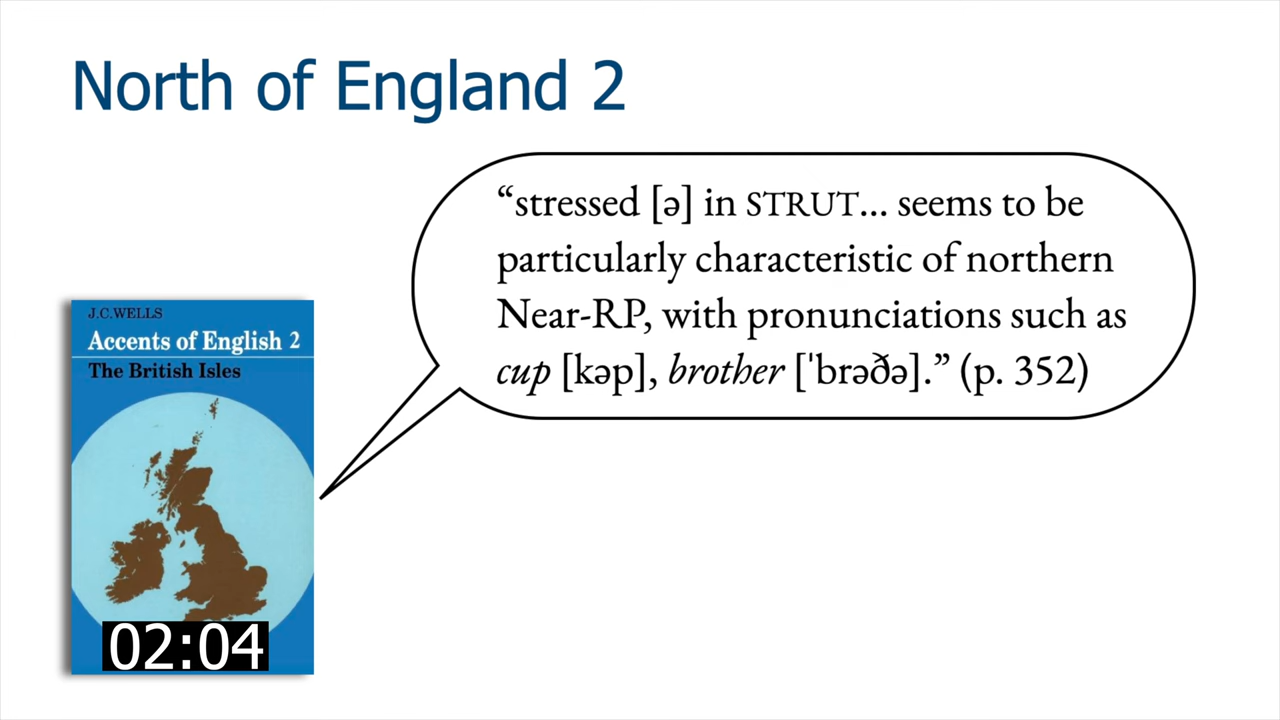 North of England 2
“stressed [ə] in STRUT… seems to be
particularly characteristic of northern
Near-RP, with pronunciations such as
cup [kəp], brother [ˈbrəðə].” (p. 352)
J.C.WELLS
Accents of English 2
The British Isles
02:04